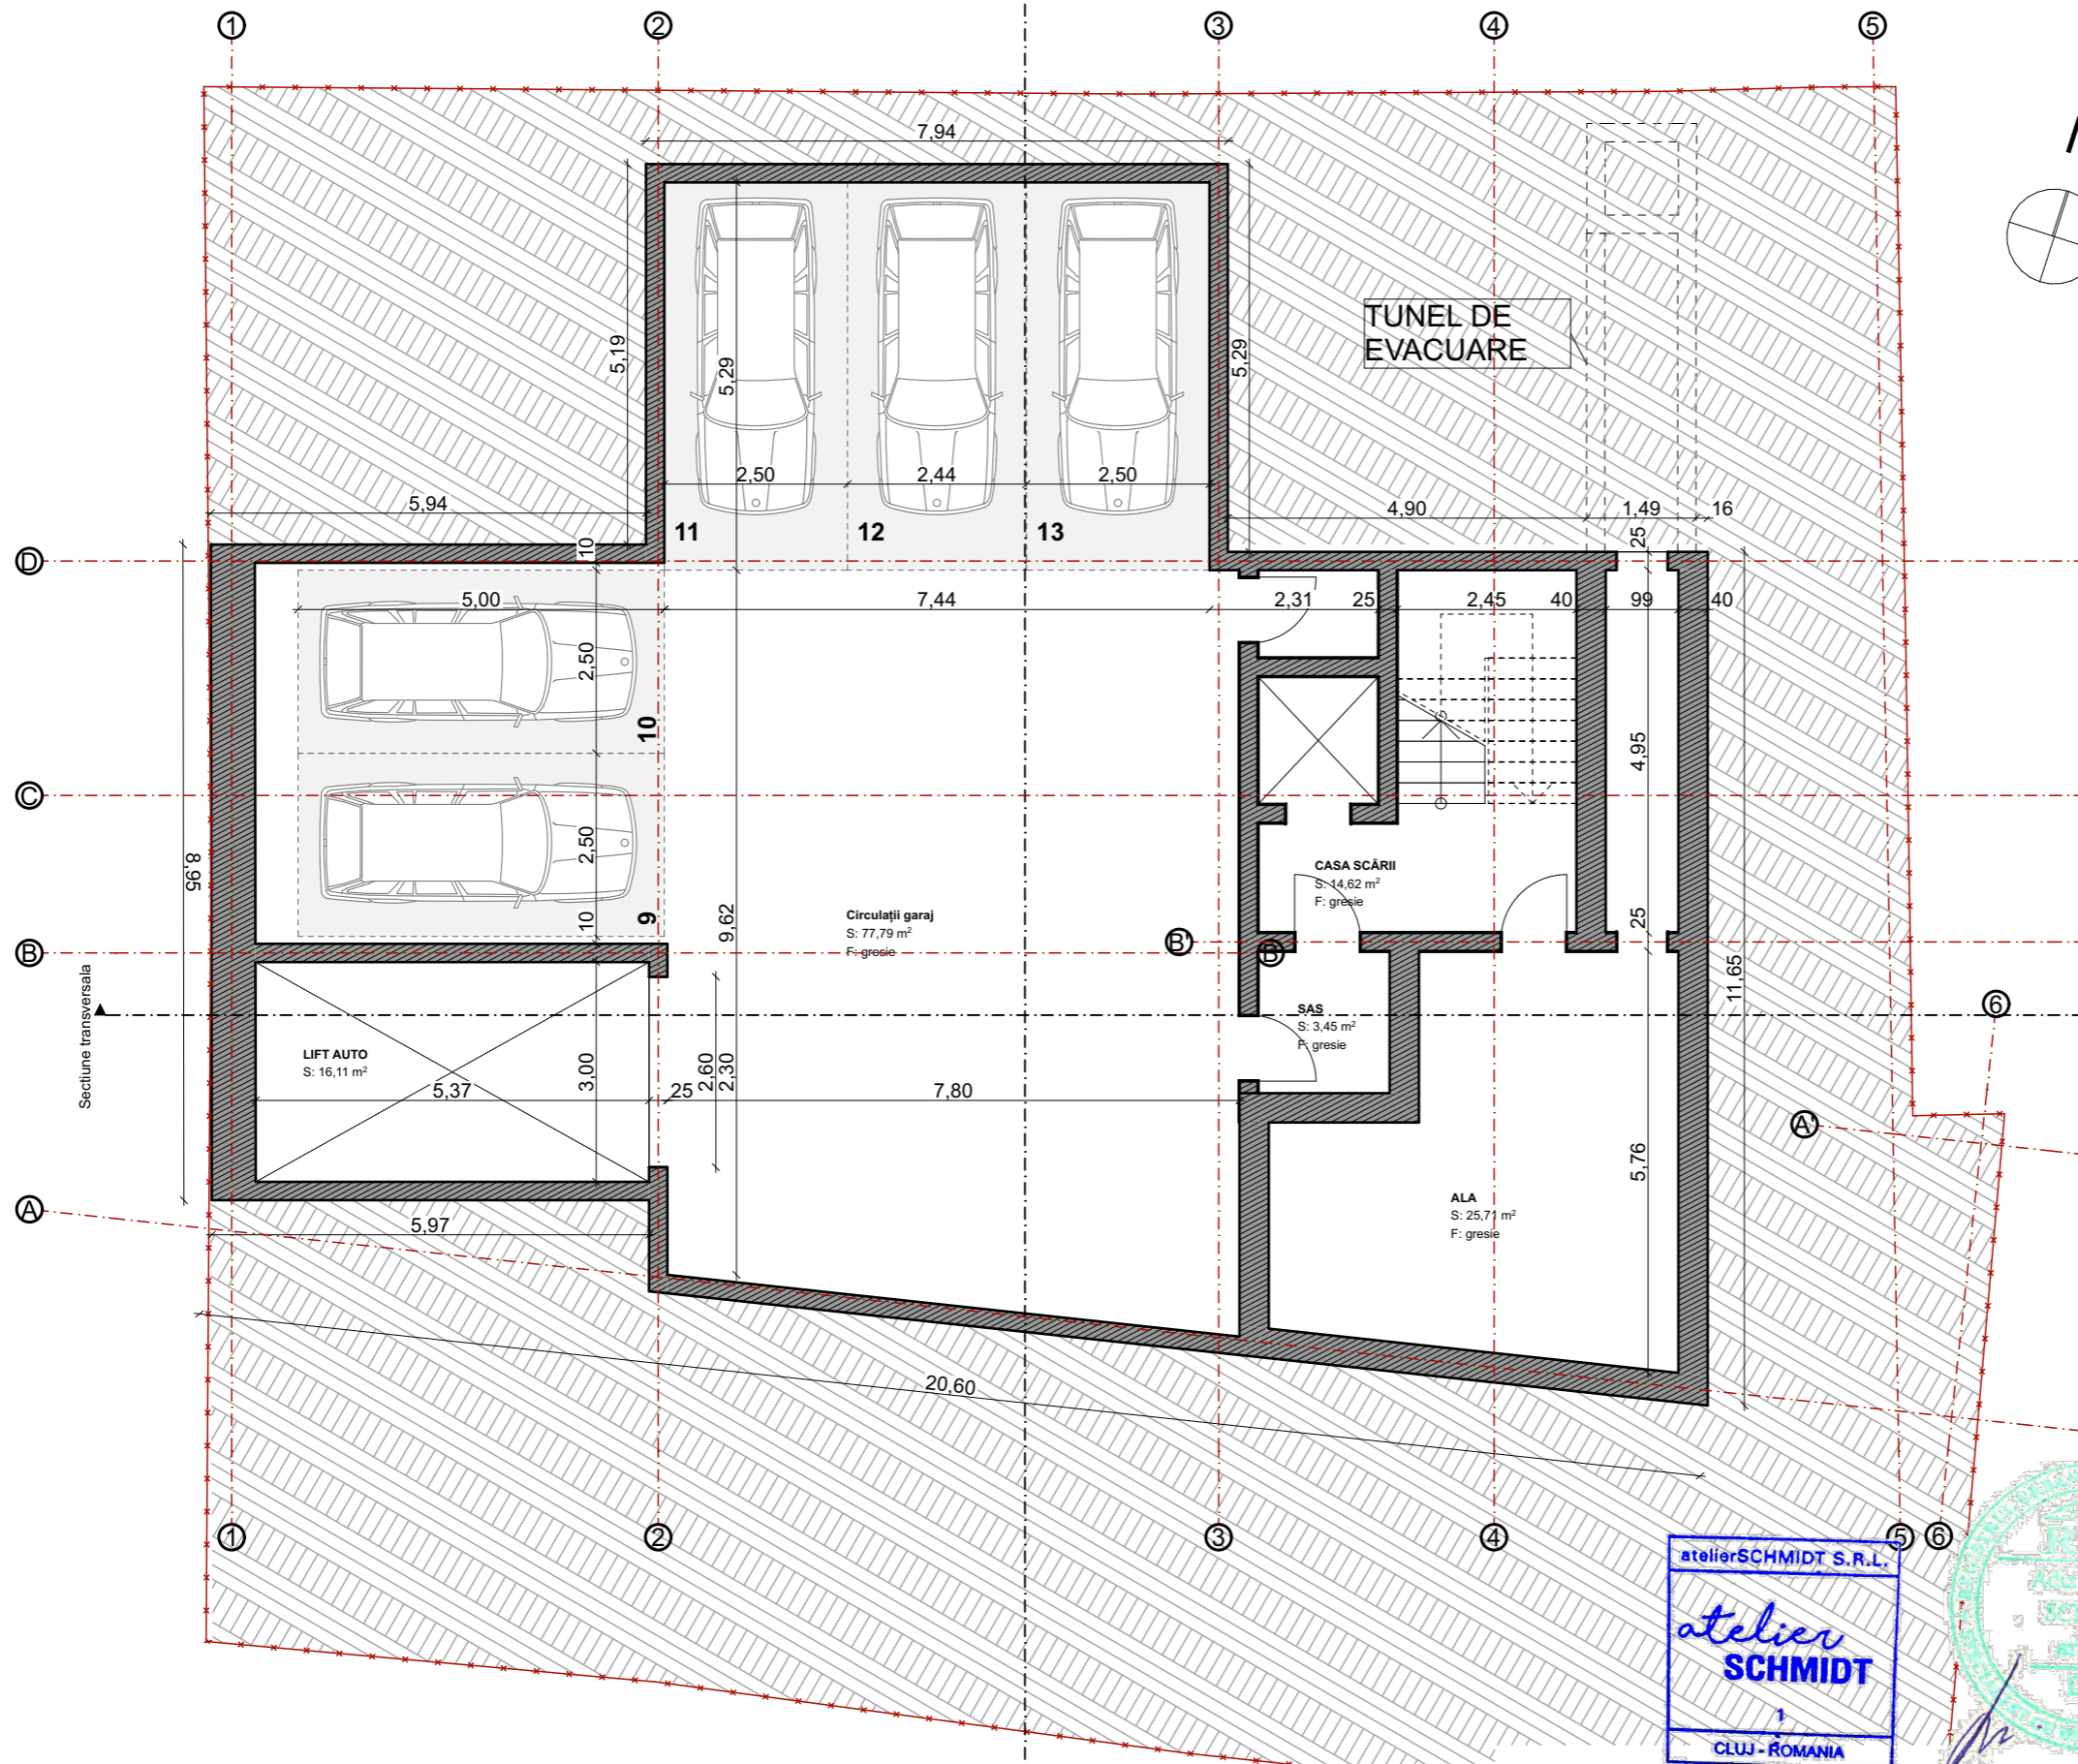 1 2 3 4 5
7,94
5,19
5,29
5,29
TUNEL DE
EVACUARE
2,50 2,44 2,50
5,94
4,90 1,49 16
11 12 13
10
25
D
5,00 7,44 2,31 25 2,45 40 99 40
2,50
10
4,95
C
8,95
2,50
CASA SCĂRII
S: 14,62 m²
F: gresie
9
10
9,62
Circulații garaj
S: 77,79 m²
F: gresie
25
B
B'
B
11,65
Sectiune transversala
SAS
S: 3,45 m²
F: gresie
6
LIFT AUTO
S: 16,11 m²
3,00
2,60
2,30
5,37 25 7,80
A'
5,76
ALA
S: 25,71 m²
F: gresie
A
5,97
20,60
1 2 3 4 5 6
atelierSCHMIDT S.R.L.
atelier
SCHMIDT
1
CLUJ - ROMANIA